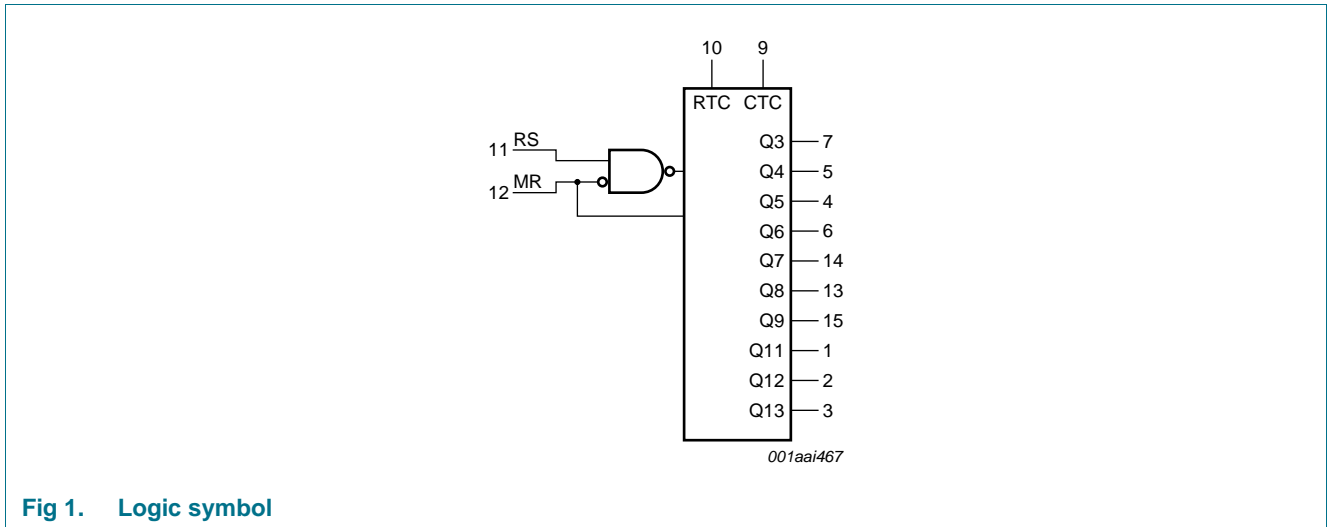 10 9
RTC CTC
11 RS
12 MR
Q3 7
Q4 5
Q5 4
Q6 6
Q7 14
Q8 13
Q9 15
Q11 1
Q12 2
Q13 3
001aai467
Fig 1. Logic symbol